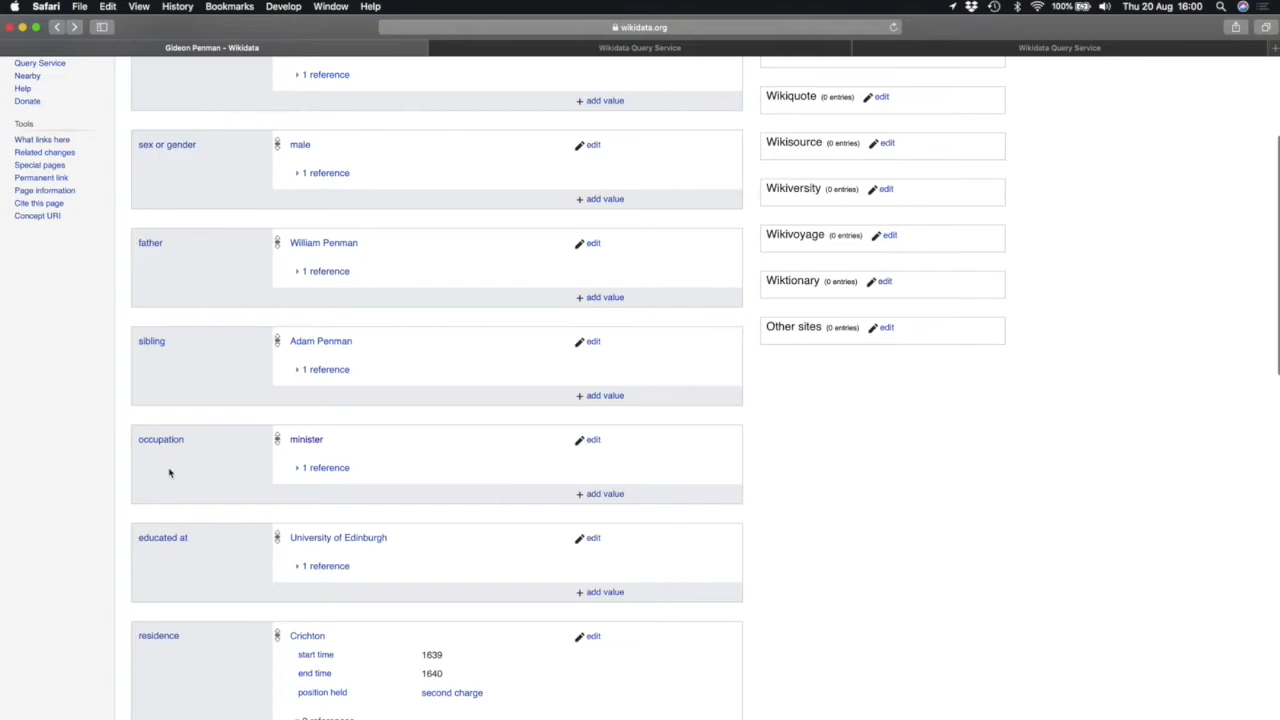 Safari File Edit View History Bookmarks Develop Window Help 100% Thu 20 Aug 16:00
wikidata.org
Gideon Penman - Wikidata Wikidata Query Service Wikidata Query Service
Query Service
Nearby
Help
Donate
Tools
What links here
Related changes
Special pages
Permanent link
Page information
Cite this page
Concept URI
1 reference
+ add value
sex or gender male edit
1 reference
+ add value
father William Penman edit
1 reference
+ add value
sibling Adam Penman edit
1 reference
+ add value
occupation minister edit
1 reference
+ add value
educated at University of Edinburgh edit
1 reference
+ add value
residence Crichton edit
start time 1639
end time 1640
position held second charge
Wikiquote (0 entries) edit
Wikisource (0 entries) edit
Wikiversity (0 entries) edit
Wikivoyage (0 entries) edit
Wiktionary (0 entries) edit
Other sites (0 entries) edit